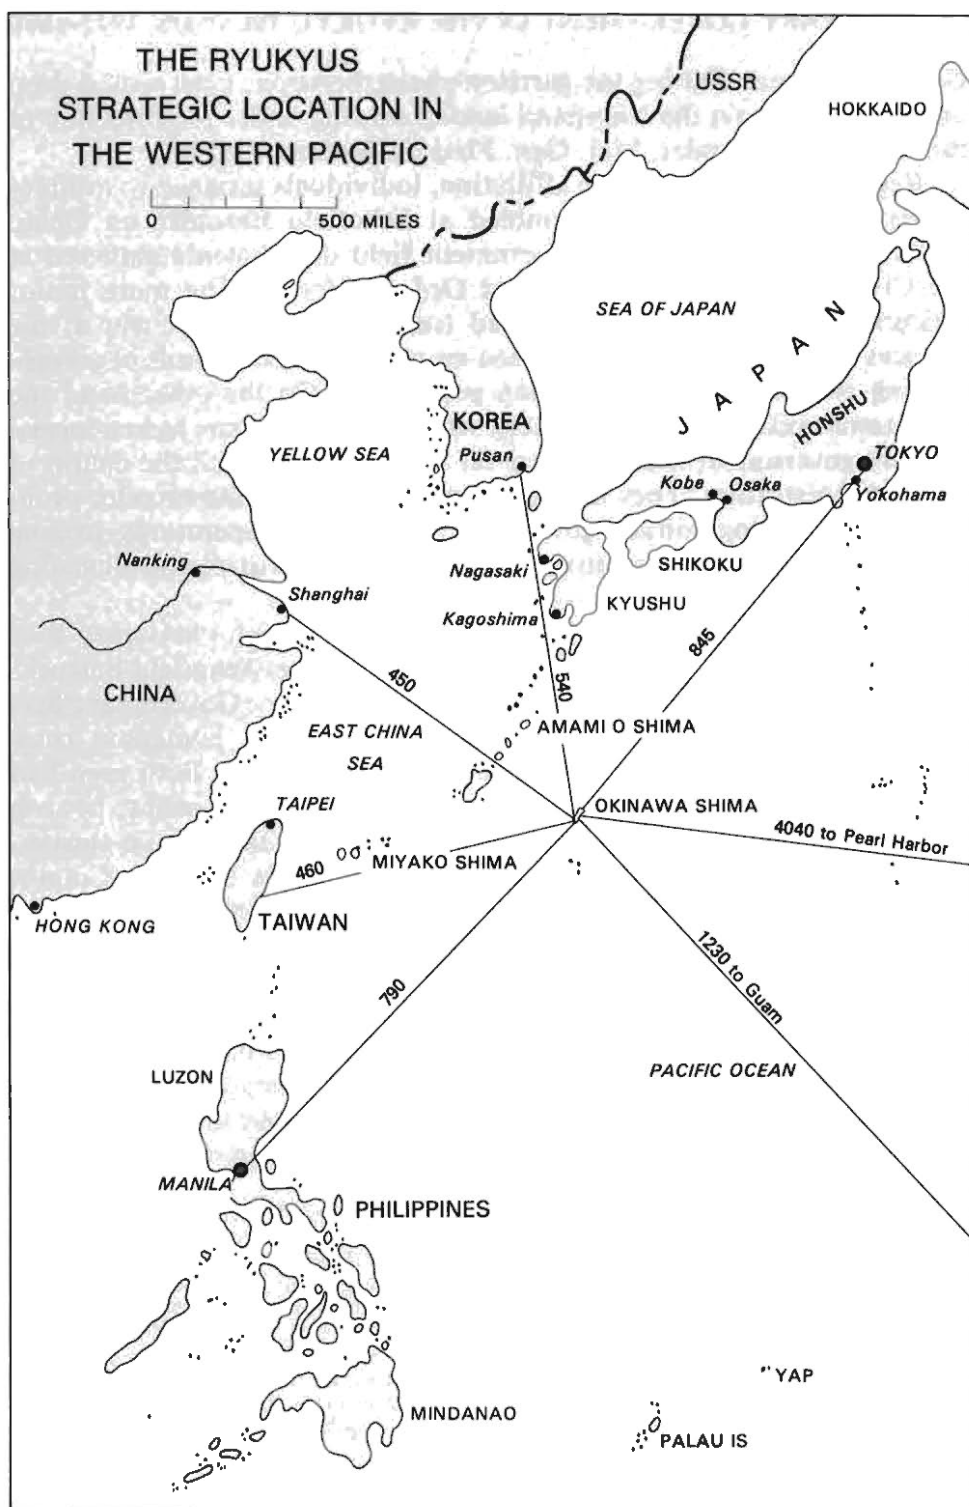 THE RYUKYUS
STRATEGIC LOCATION IN
THE WESTERN PACIFIC
0 500 MILES
USSR
HOKKAIDO
SEA OF JAPAN
JAPAN
HONSHU
KOREA
Pusan
YELLOW SEA
TOKYO
Koba
Osaka
Yokohama
Nanking
Nagasaki
SHIKOKU
Shanghai
Kagoshima
KYUSHU
CHINA
450
540
845
EAST CHINA
SEA
AMAMI O SHIMA
TAIPEI
OKINAWA SHIMA
4040 to Pearl Harbor
MIYAKO SHIMA
460
HONG KONG
TAIWAN
790
1230 to Guam
LUZON
PACIFIC OCEAN
MANILA
PHILIPPINES
YAP
MINDANAO
PALAU IS